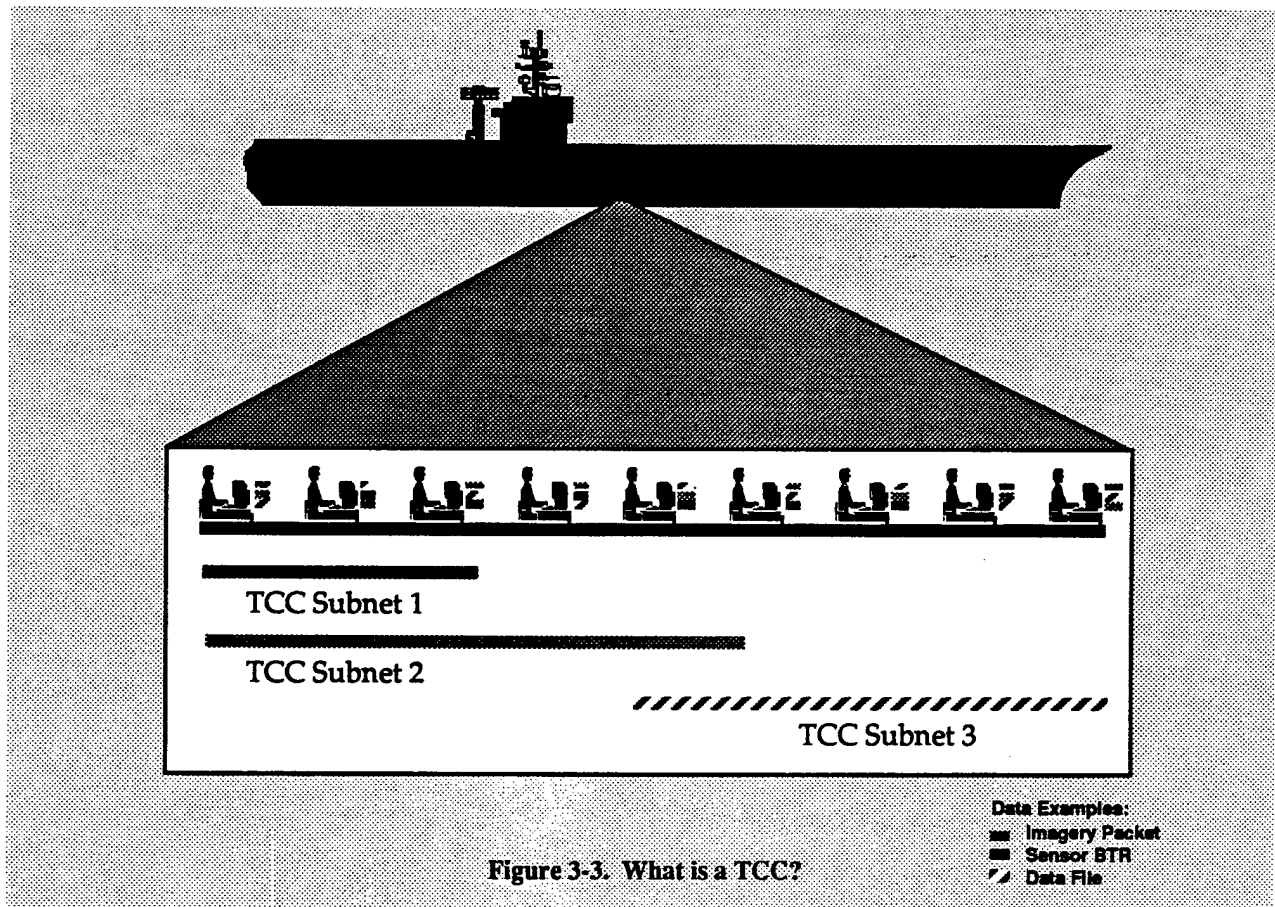 TCC Subnet 1
TCC Subnet 2
TCC Subnet 3
Data Examples:
Imagery Packet
Sensor BTR
Data File
Figure 3-3. What is a TCC?